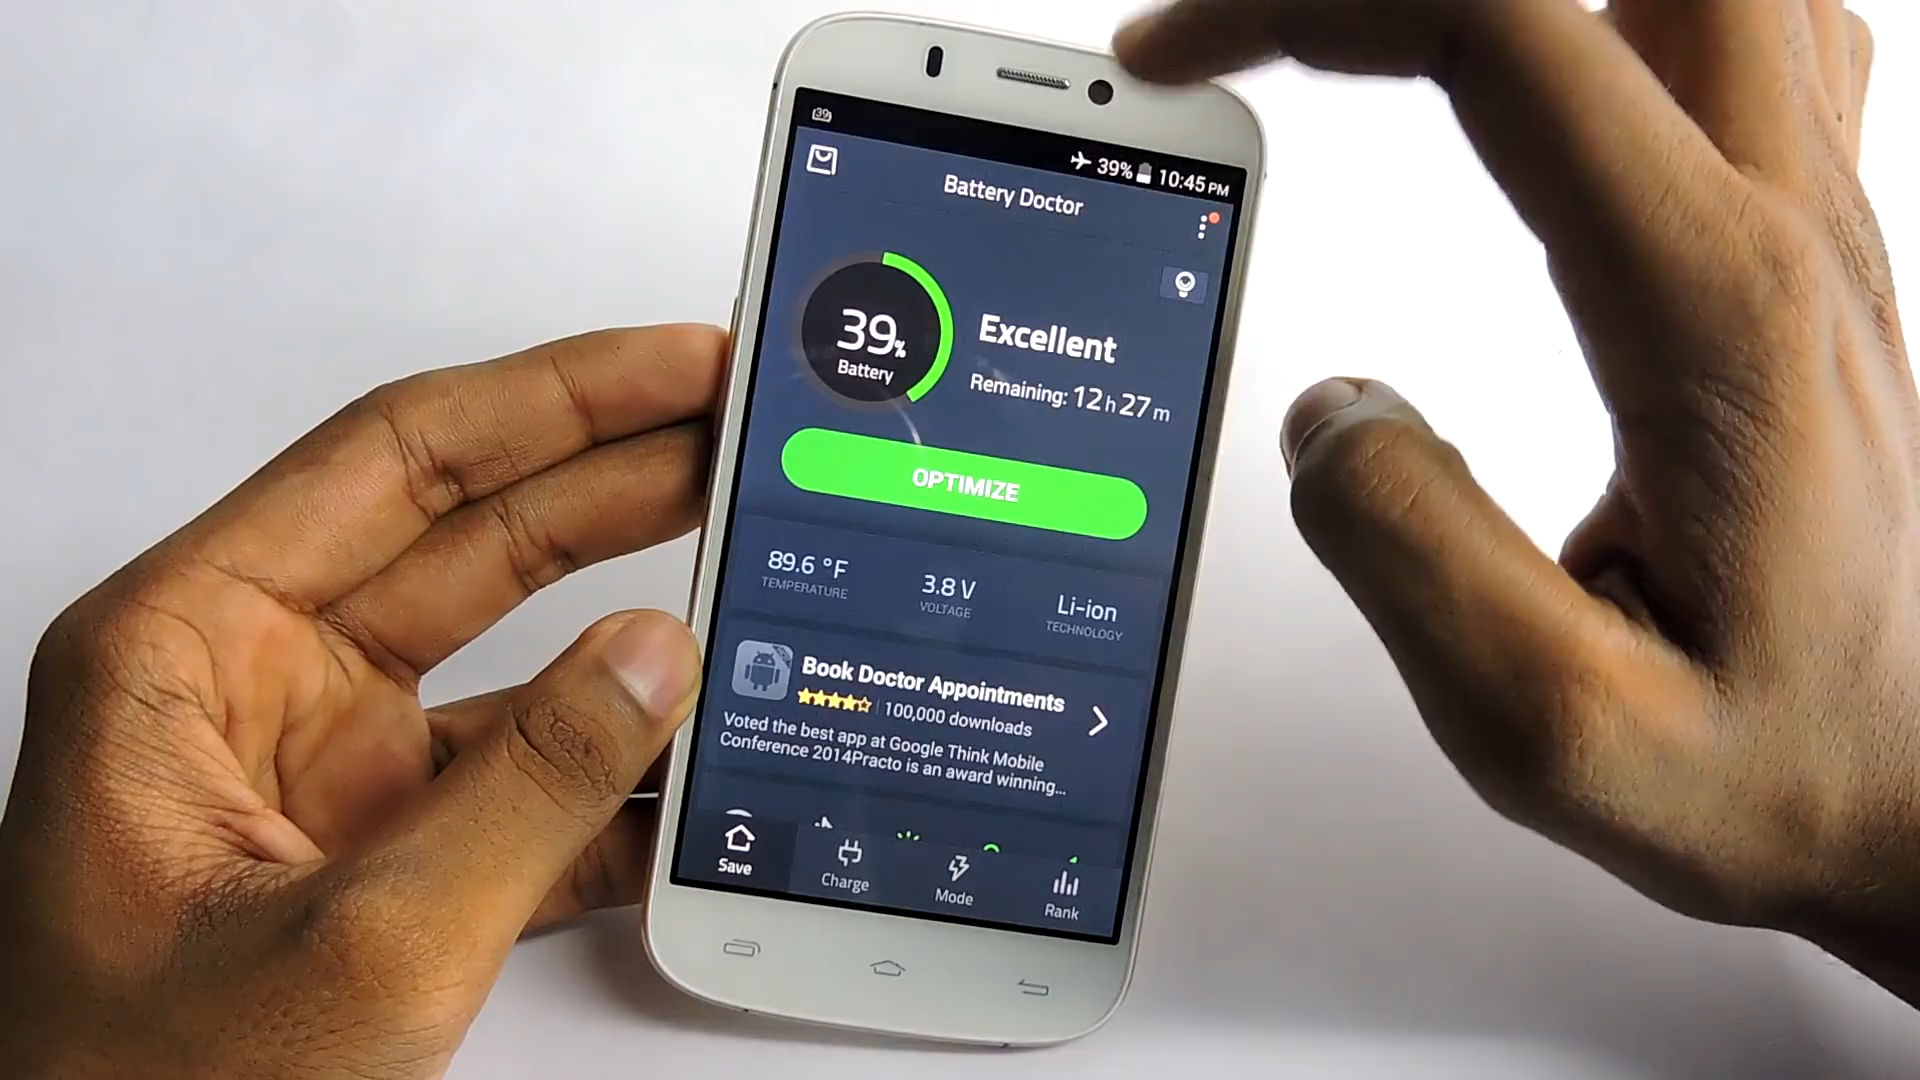 39
39% 10:45 PM
Battery Doctor
39%
Battery
Excellent
Remaining: 12 h 27 m
OPTIMIZE
89.6 °F
TEMPERATURE
3.8 V
VOLTAGE
Li-ion
TECHNOLOGY
Book Doctor Appointments
100,000 downloads
Voted the best app at Google Think Mobile
Conference 2014Practo is an award winning...
Save
Charge
Mode
Rank